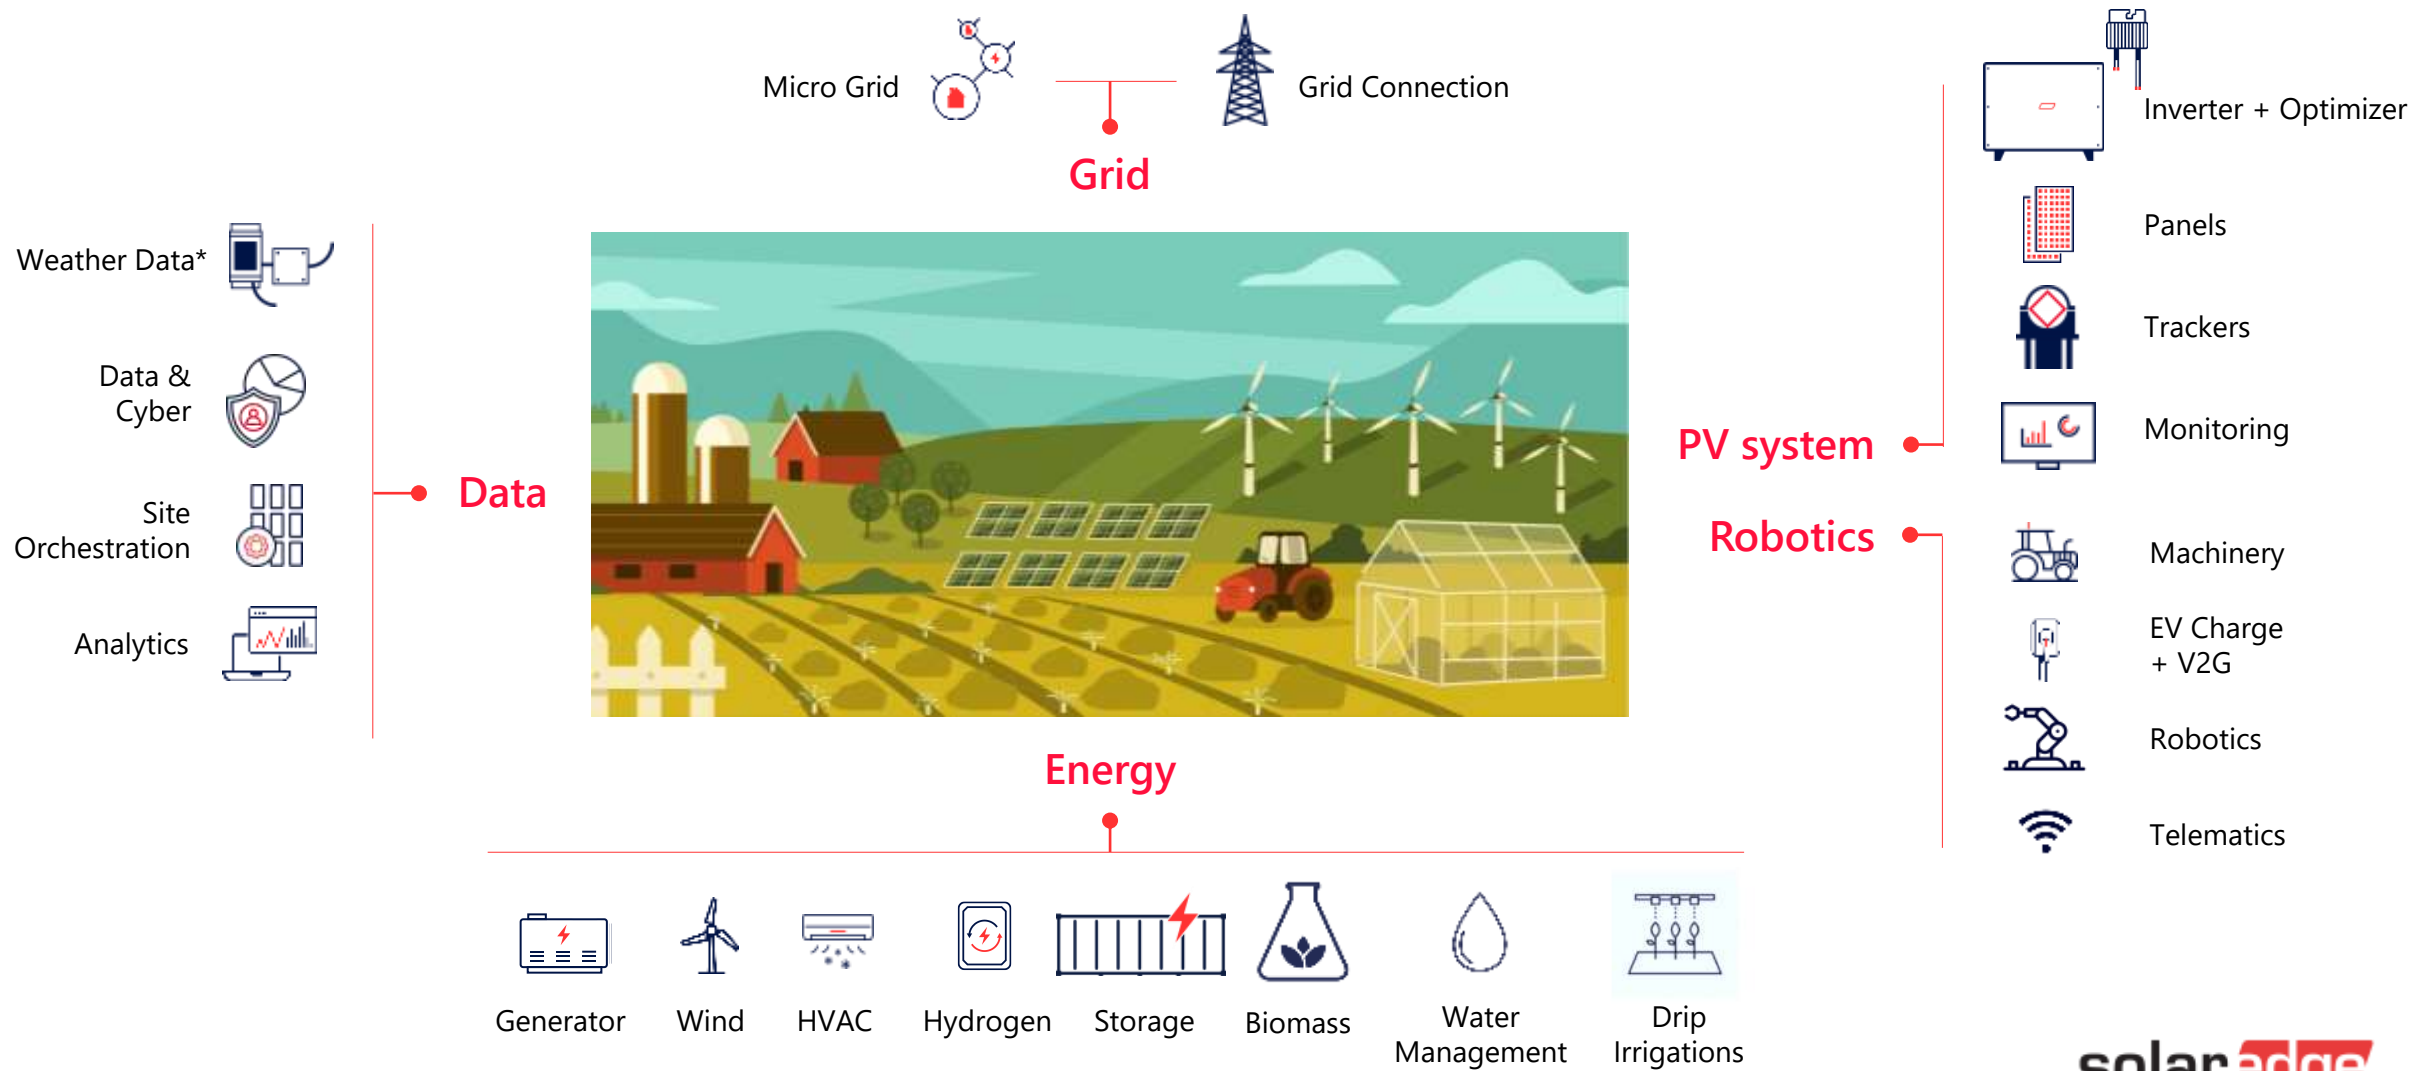 Micro Grid
Grid Connection
Grid
Inverter + Optimizer
Panels
Trackers
Monitoring
PV system
Robotics
Machinery
EV Charge
+ V2G
Robotics
Telematics
Weather Data*
Data &
Cyber
Site
Orchestration
Analytics
Data
Energy
Generator
Wind
HVAC
Hydrogen
Storage
Biomass
Water
Management
Drip
Irrigations
solaredge